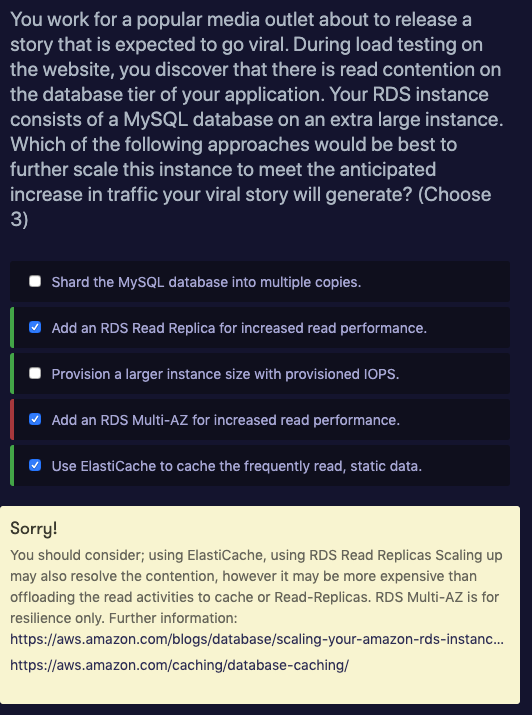 You work for a popular media outlet about to release a
story that is expected to go viral. During load testing on
the website, you discover that there is read contention on
the database tier of your application. Your RDS instance
consists of a MySQL database on an extra large instance.
Which of the following approaches would be best to
further scale this instance to meet the anticipated
increase in traffic your viral story will generate? (Choose
3)
Shard the MySQL database into multiple copies.
Add an RDS Read Replica for increased read performance.
Provision a larger instance size with provisioned IOPS.
Add an RDS Multi-AZ for increased read performance.
Use ElastiCache to cache the frequently read, static data.
Sorry!
You should consider; using ElastiCache, using RDS Read Replicas Scaling up
may also resolve the contention, however it may be more expensive than
offloading the read activities to cache or Read-Replicas. RDS Multi-AZ is for
resilience only. Further information:
https://aws.amazon.com/blogs/database/scaling-your-amazon-rds-instanc...
https://aws.amazon.com/caching/database-caching/